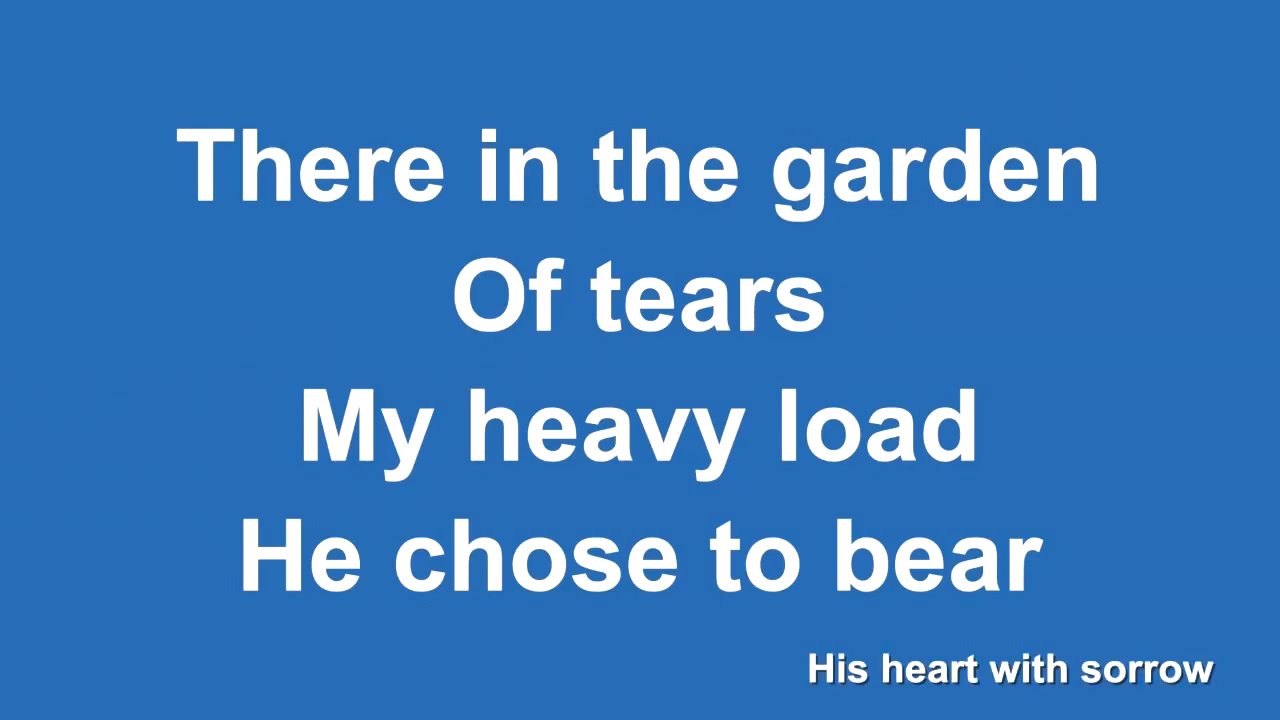 There in the garden
Of tears
My heavy load
He chose to bear
His heart with sorrow